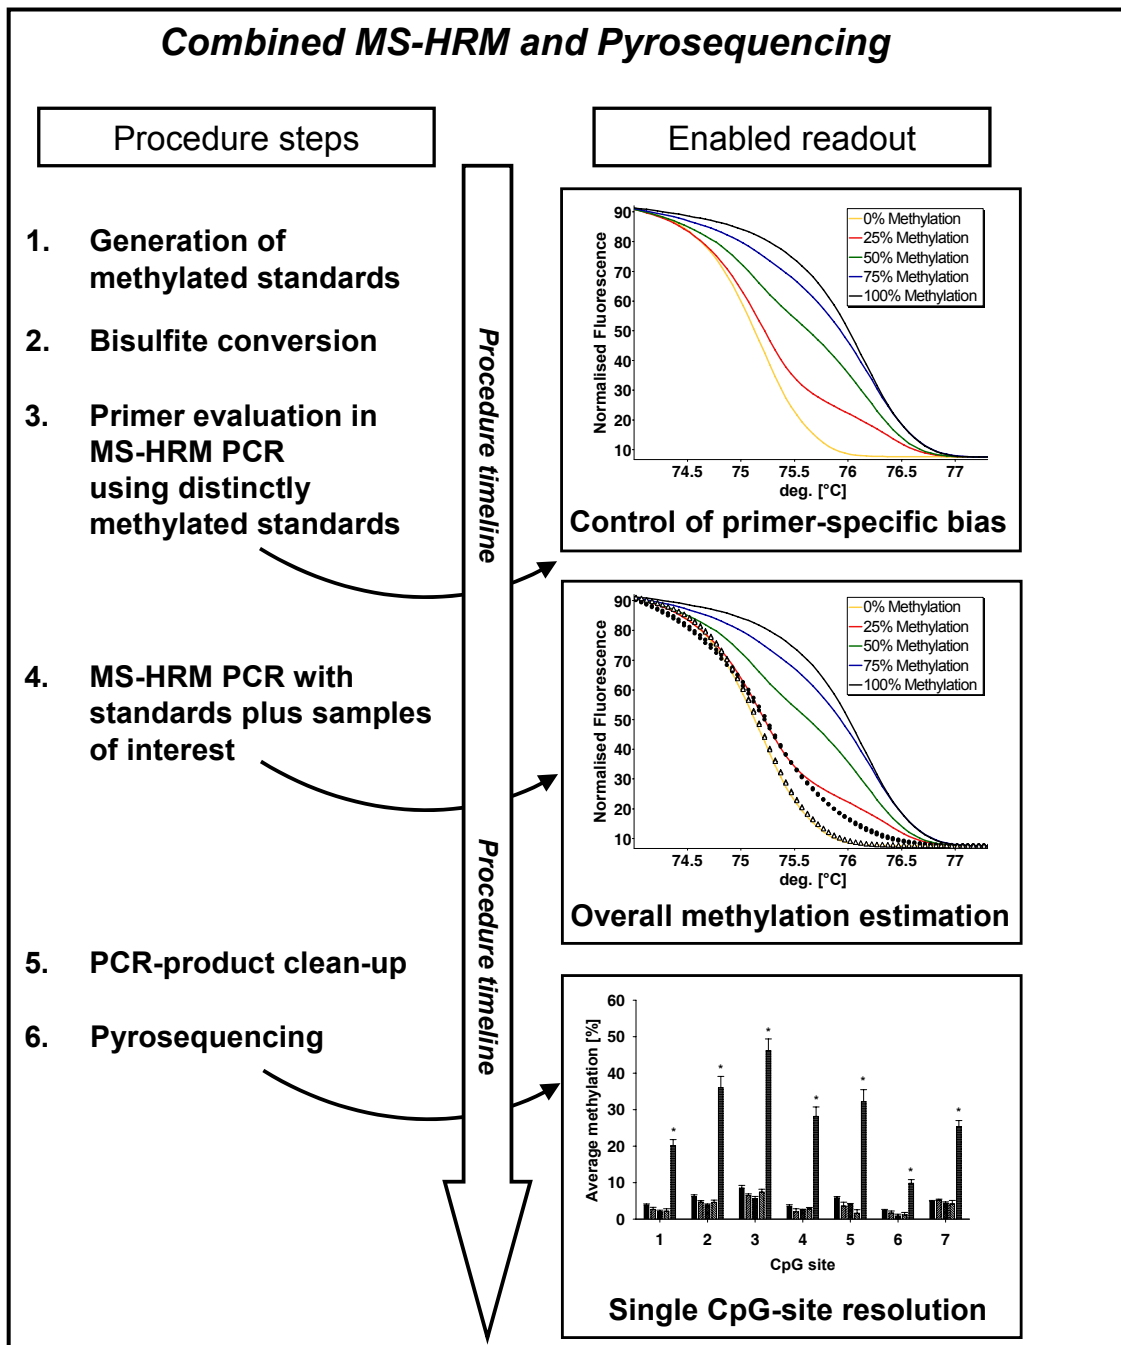 Combined MS-HRM and Pyrosequencing
Procedure steps
Enabled readout
1. Generation of
methylated standards
2. Bisulfite conversion
3. Primer evaluation in
MS-HRM PCR
using distinctly
methylated standards
4. MS-HRM PCR with
standards plus samples
of interest
5. PCR-product clean-up
6. Pyrosequencing
Procedure timeline
Procedure timeline
Normalised Fluorescence
90
80
70
60
50
40
30
20
10
0% Methylation
25% Methylation
50% Methylation
75% Methylation
100% Methylation
74.5 75 75.5 76 76.5 77
deg. [°C]
Control of primer-specific bias
Normalised Fluorescence
90
80
70
60
50
40
30
20
10
0% Methylation
25% Methylation
50% Methylation
75% Methylation
100% Methylation
74.5 75 75.5 76 76.5 77
deg. [°C]
Overall methylation estimation
Average methylation [%]
60
50
40
30
20
10
0
* * * * * * *
1 2 3 4 5 6 7
CpG site
Single CpG-site resolution